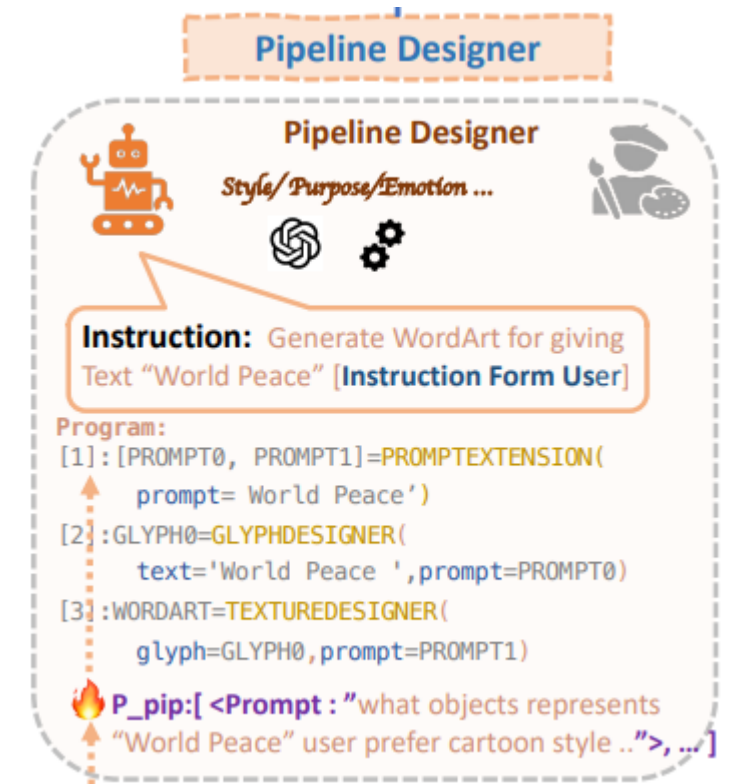 Pipeline Designer
Pipeline Designer
Style/ Purpose/Emotion ...
Instruction: Generate WordArt for giving
Text “World Peace” [Instruction Form User]
Program:
[1]:[PROMPT0, PROMPT1]=PROMPTEXTENSION(
prompt= World Peace’)
[2]:GLYPH0=GLYPHDESIGNER(
text='World Peace ',prompt=PROMPT0)
[3]:WORDART=TEXTUREDESIGNER(
glyph=GLYPH0,prompt=PROMPT1)
P_pip:[ <Prompt : ”what objects represents
“World Peace” user prefer cartoon style ..”>, ... ]